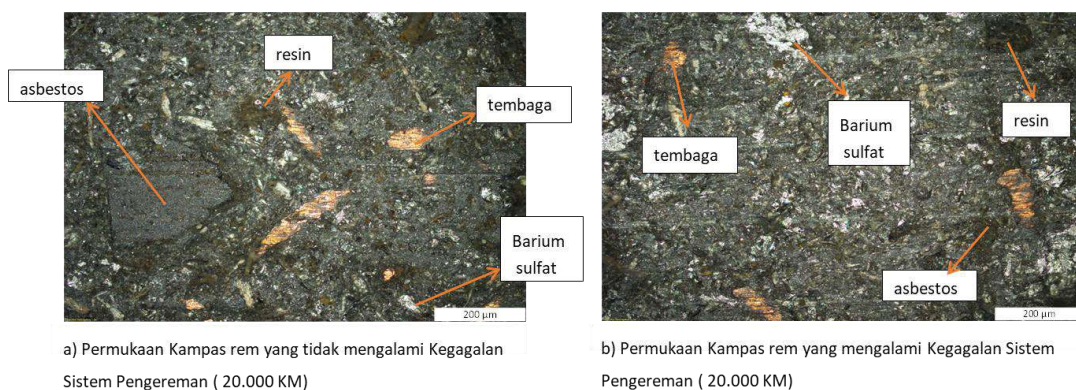 resin
asbestos
tembaga
Barium
sulfat
200 µm
a) Permukaan Kampas rem yang tidak mengalami Kegagalan
Sistem Pengereman ( 20.000 KM)
Barium
sulfat
resin
tembaga
asbestos
200 µm
b) Permukaan Kampas rem yang mengalami Kegagalan Sistem
Pengereman ( 20.000 KM)